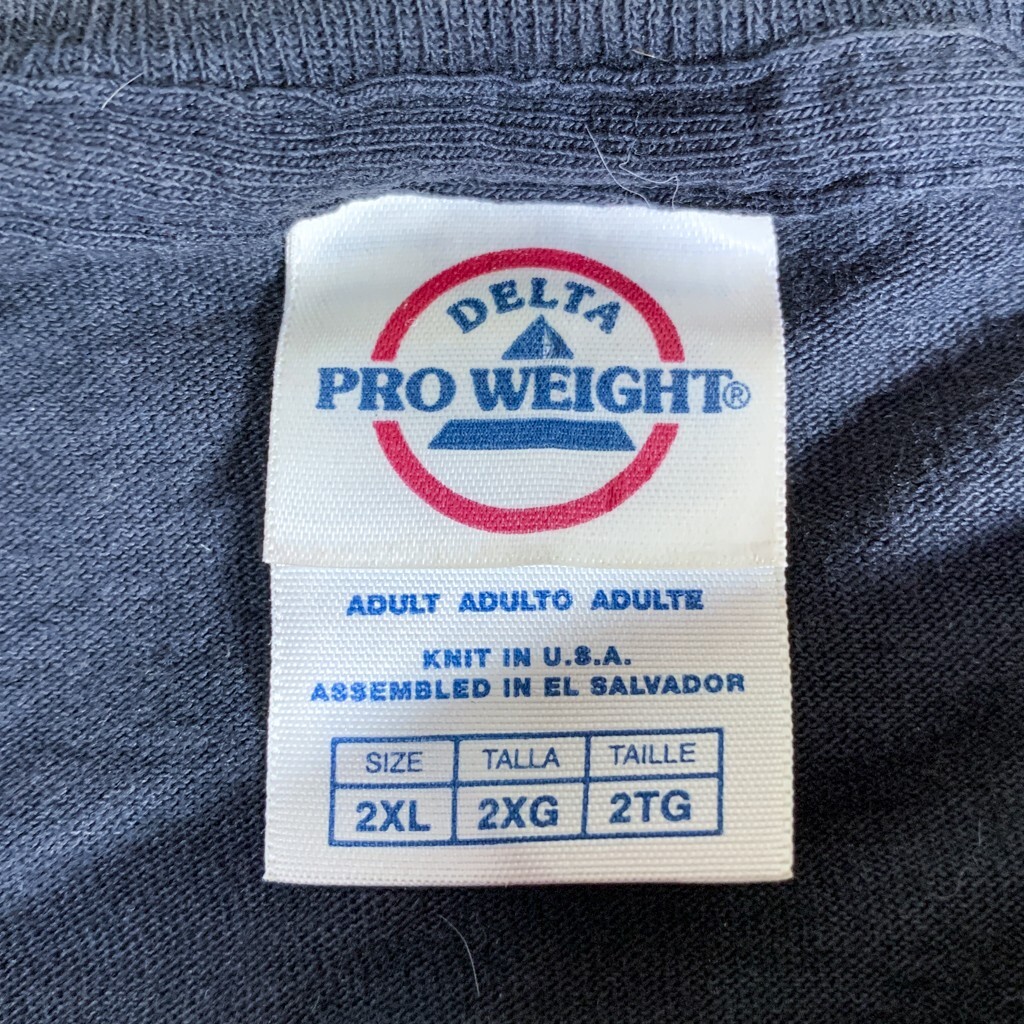 DELTA
PRO WEIGHT®
ADULT ADULTO ADULTE
KNIT IN U.S.A.
ASSEMBLED IN EL SALVADOR
SIZE TALLA TAILLE
2XL 2XG 2TG